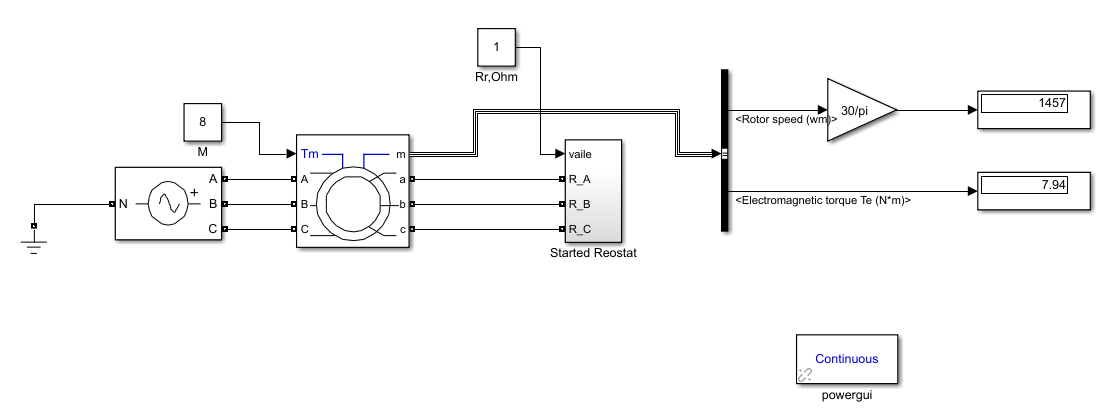 1
Rr,Ohm
8
M
Tm
m
A
B
C
a
b
c
N
+
A
B
C
vaile
R_A
R_B
R_C
Started Reostat
<Rotor speed (wm)>
30/pi
1457
<Electromagnetic torque Te (N*m)>
7.94
Continuous
powergui